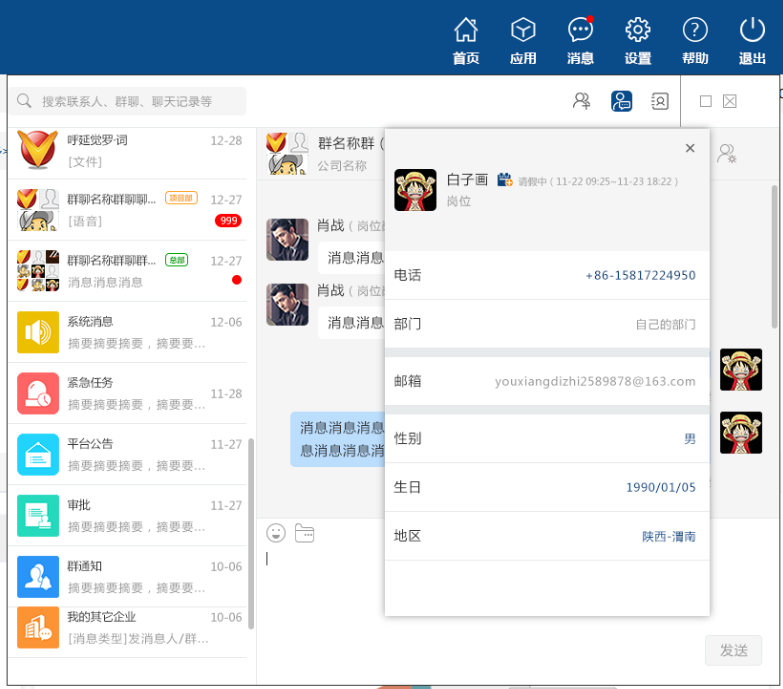 首页 应用 消息 设置 帮助 退出
搜索联系人、群聊、聊天记录等
呼延觉罗·词 12-28
[文件]
群聊名称群聊聊... 项目部 12-27
[语音] 999
群聊名称群聊群... 总部 12-27
消息消息消息
系统消息 12-06
摘要摘要摘要，摘要要...
紧急任务
摘要摘要摘要，摘要要... 11-28
平台公告 11-27
摘要摘要摘要，摘要要...
审批 11-27
摘要摘要摘要，摘要要...
群通知 10-06
摘要摘要摘要，摘要要...
我的其它企业 10-06
[消息类型]发消息人/群...
群名称群（
公司名称
肖战（岗位
消息消息
肖战（岗位
消息消息
消息消息消息
息消息消消
白子画 请假中（11-22 09:25~11-23 18:22）
岗位
电话 +86-15817224950
部门 自己的部门
邮箱 youxiangdizhi2589878@163.com
性别 男
生日 1990/01/05
地区 陕西-渭南
发送